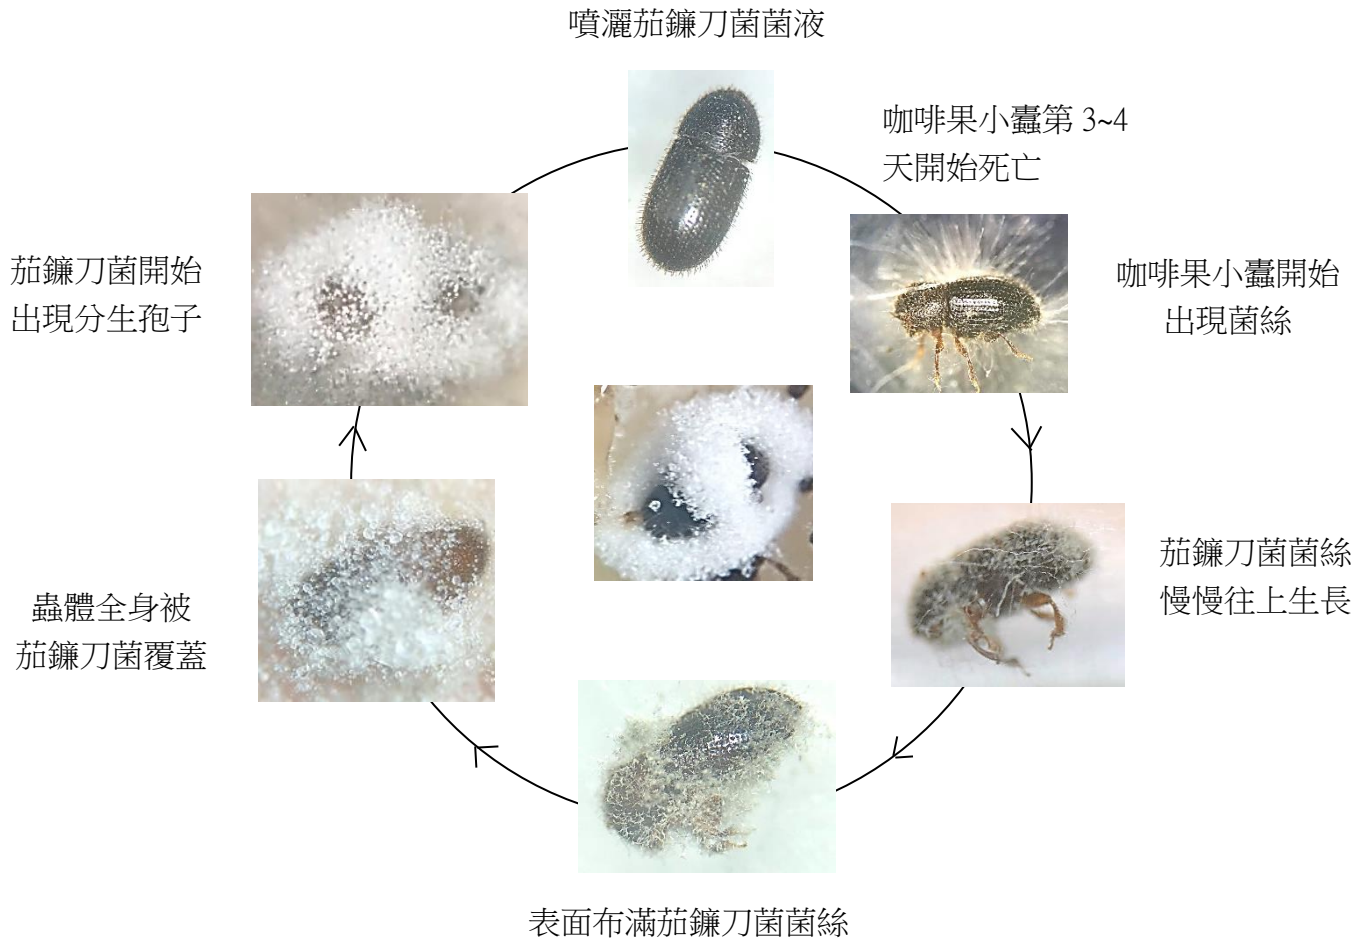 噴灑茄鐮刀菌菌液
咖啡果小蠹第 3~4
天開始死亡
咖啡果小蠹開始
出現菌絲
茄鐮刀菌菌絲
慢慢往上生長
表面布滿茄鐮刀菌菌絲
蟲體全身被
茄鐮刀菌覆蓋
茄鐮刀菌開始
出現分生孢子